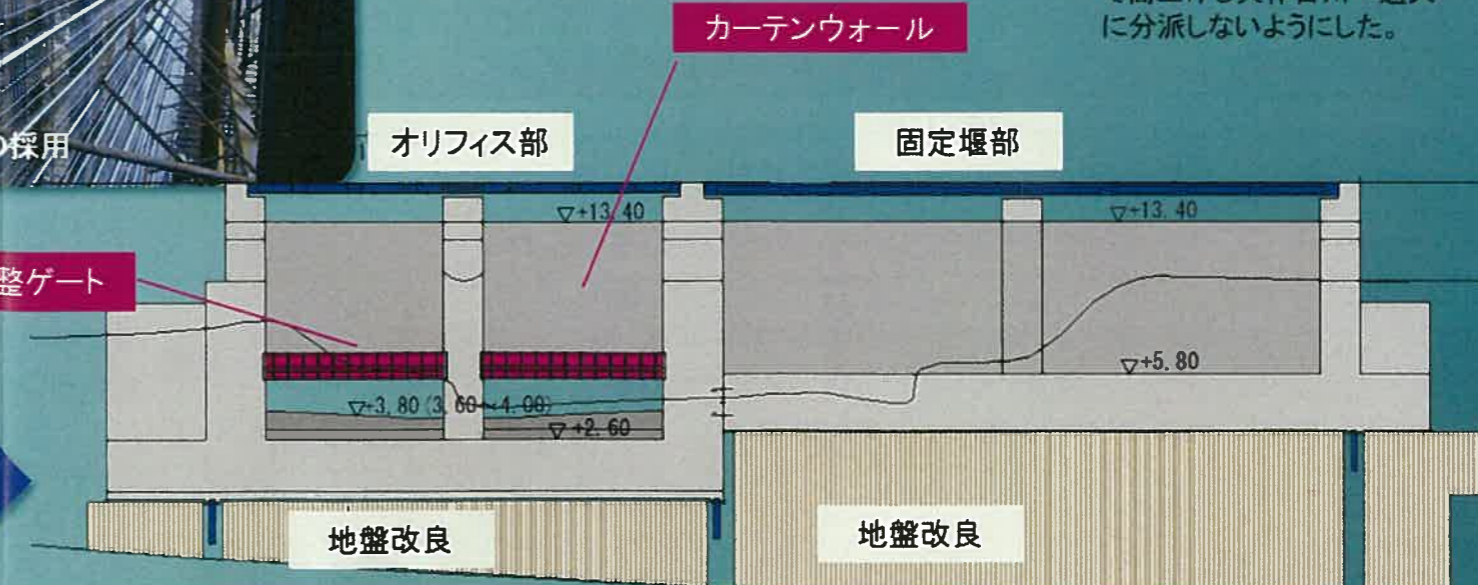 カーテンウォール
に分派しないようにした。
の採用
オリフィス部
固定堰部
▽+13.40
▽+13.40
整ゲート
▽+5.80
▽+3.80 (3.60~4.00)
▽+2.60
地盤改良
地盤改良